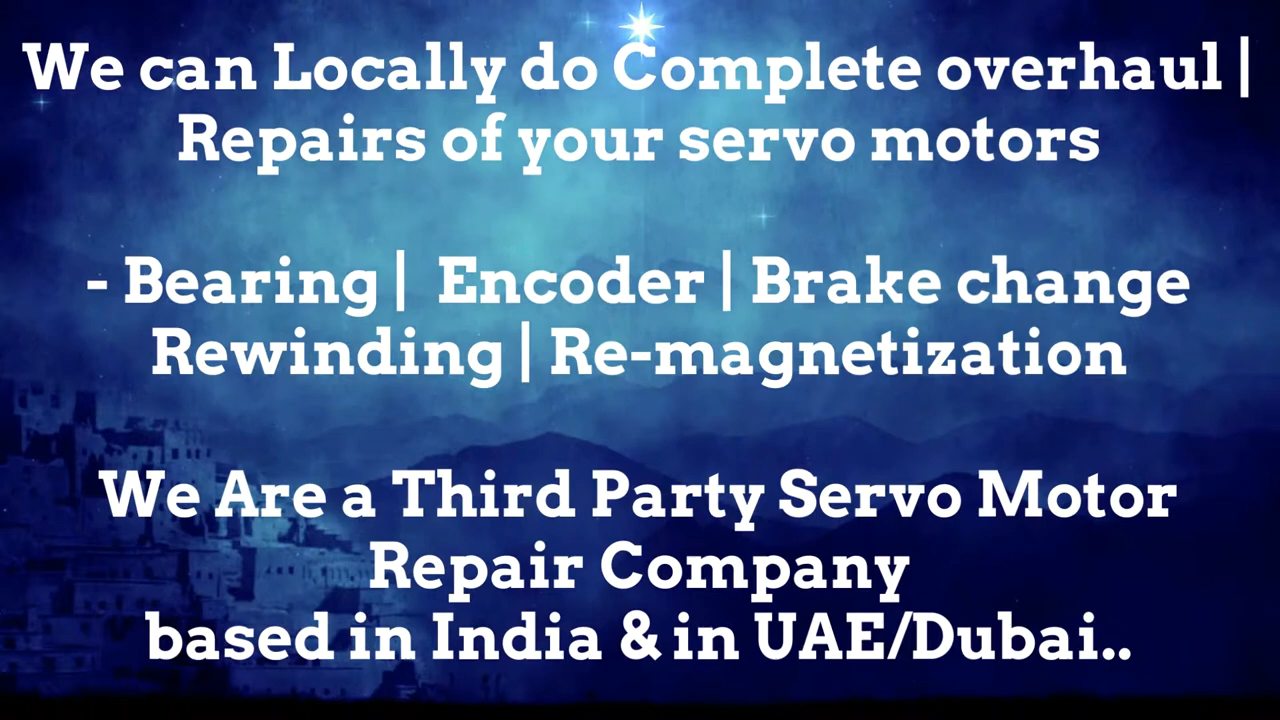 We can Locally do Complete overhaul |
Repairs of your servo motors
- Bearing | Encoder | Brake change
Rewinding | Re-magnetization
We Are a Third Party Servo Motor
Repair Company
based in India & in UAE/Dubai..